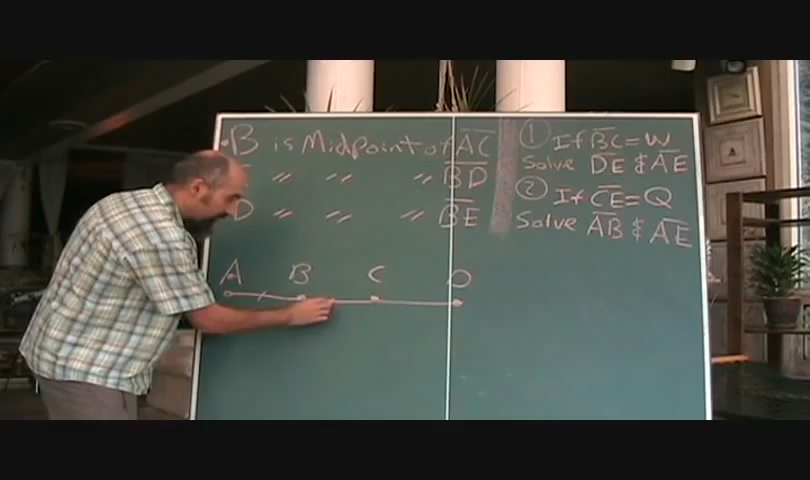 B is Midpoint of AC
" " " BD
D " " " BE
① If BC = W
Solve DE & AE
② If CE = Q
Solve AB & AE
A B C D